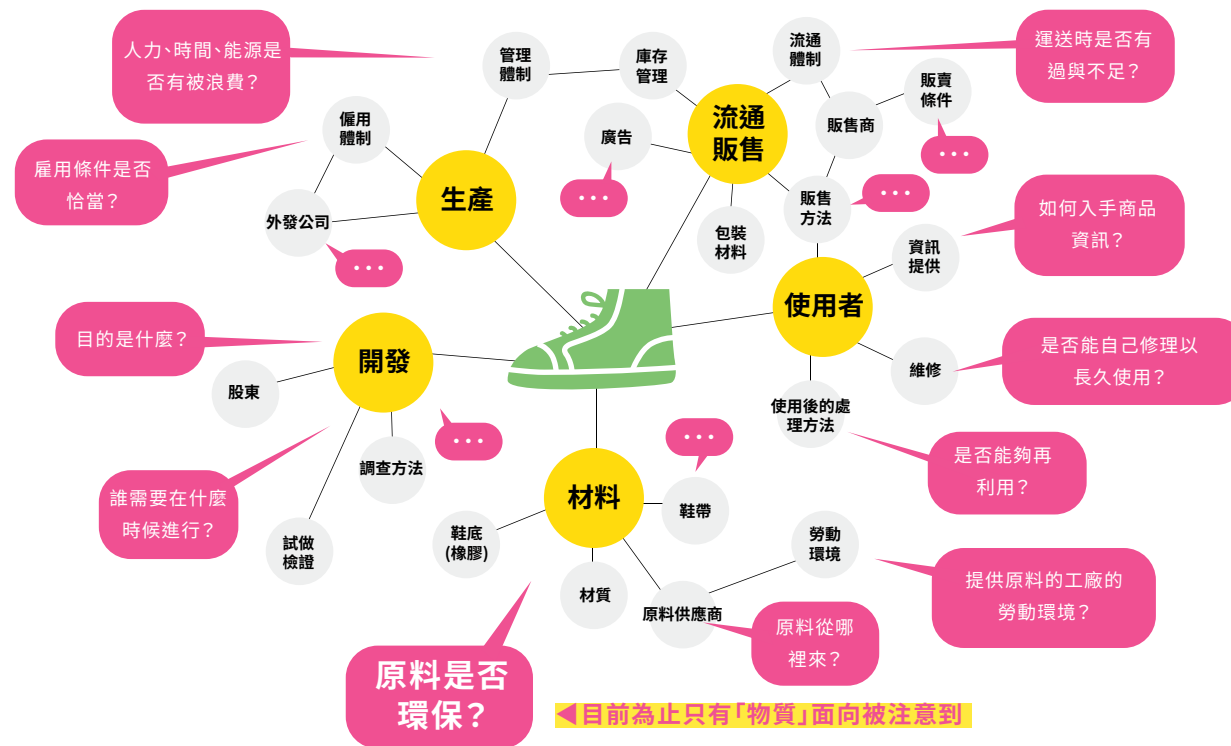 人力、時間、能源是
否有被浪費？
管理
體制
庫存
管理
流通
體制
運送時是否有
過與不足？
販賣
條件
僱用
體制
廣告
流通
販售
販售商
•••
雇用條件是否
恰當？
•••
生產
外發公司
•••
包裝
材料
販售
方法
•••
如何入手商品
資訊？
資訊
提供
使用者
目的是什麼？
開發
股東
維修
是否能自己修理以
長久使用？
使用後的處
理方法
•••
•••
調查方法
是否能夠再
利用？
誰需要在什麼
時候進行？
試做
檢證
材料
鞋底
(橡膠)
鞋帶
材質
原料供應商
勞動
環境
提供原料的工廠的
勞動環境？
原料從哪
裡來？
原料是否
環保？
◀目前為止只有「物質」面向被注意到